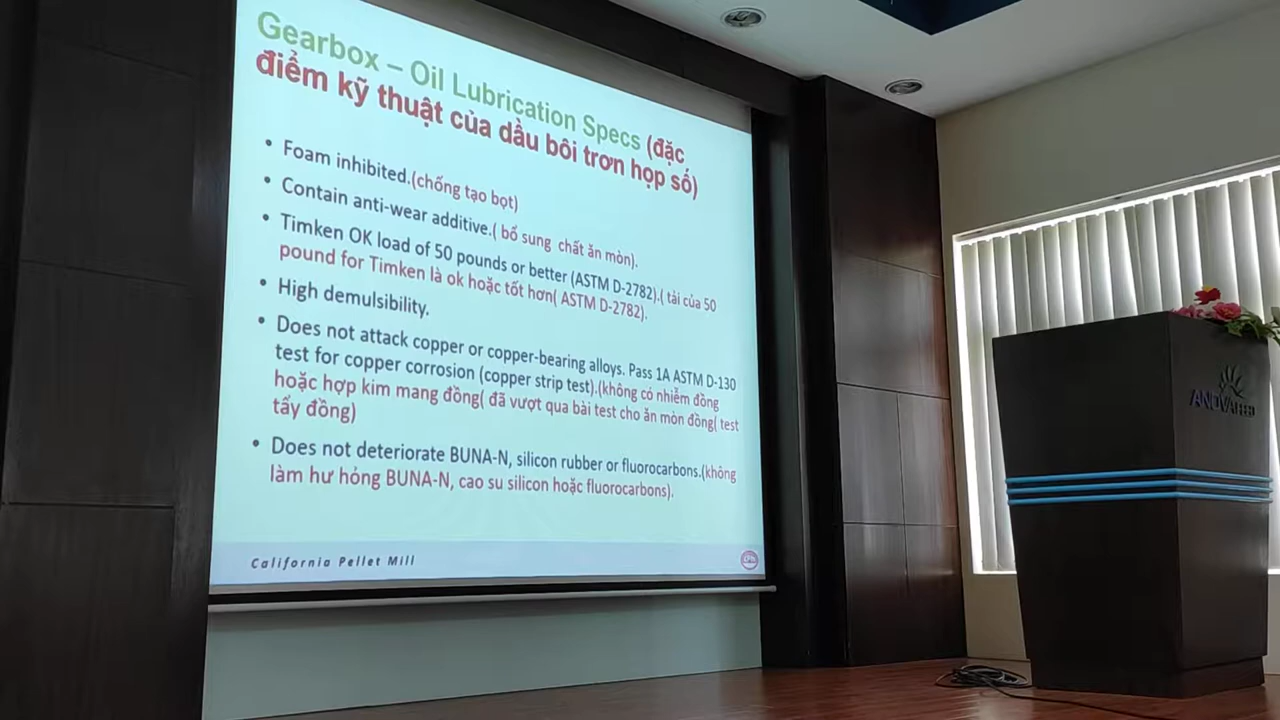 Gearbox – Oil Lubrication Specs (đặc
điểm kỹ thuật của dầu bôi trơn họp số)
• Foam inhibited.(chống tạo bọt)
• Contain anti-wear additive.( bổ sung chất ăn mòn).
• Timken OK load of 50 pounds or better (ASTM D-2782).( tải của 50
pound for Timken là ok hoặc tốt hơn( ASTM D-2782).
• High demulsibility.
• Does not attack copper or copper-bearing alloys. Pass 1A ASTM D-130
test for copper corrosion (copper strip test).(không có nhiễm đồng
hoặc hợp kim mang đồng( đã vượt qua bài test cho ăn mòn đồng( test
tẩy đồng)
• Does not deteriorate BUNA-N, silicon rubber or fluorocarbons.(không
làm hư hỏng BUNA-N, cao su silicon hoặc fluorocarbons).
California Pellet Mill
ANOVAFEED